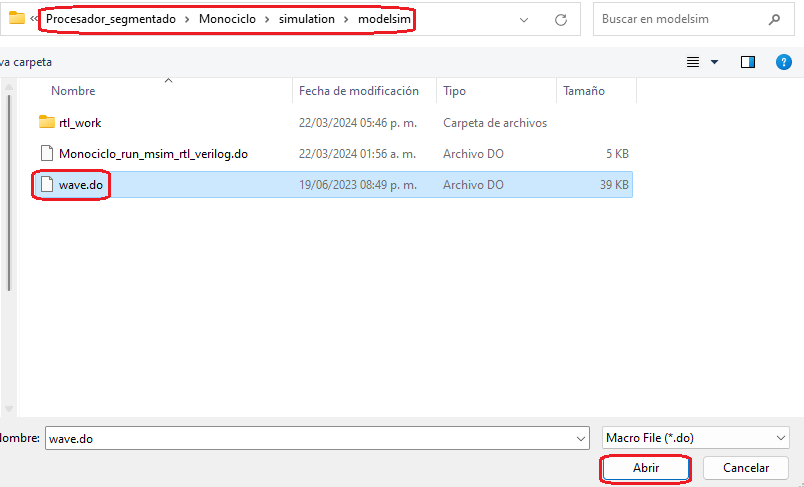 « Procesador_segmentado > Monociclo > simulation > modelsim Buscar en modelsim
va carpeta
Nombre Fecha de modificación Tipo Tamaño
rtl_work 22/03/2024 05:46 p. m. Carpeta de archivos
Monociclo_run_msim_rtl_verilog.do 22/03/2024 01:56 a. m. Archivo DO 5 KB
wave.do 19/06/2023 08:49 p. m. Archivo DO 39 KB
Nombre: wave.do Macro File (*.do)
Abrir Cancelar